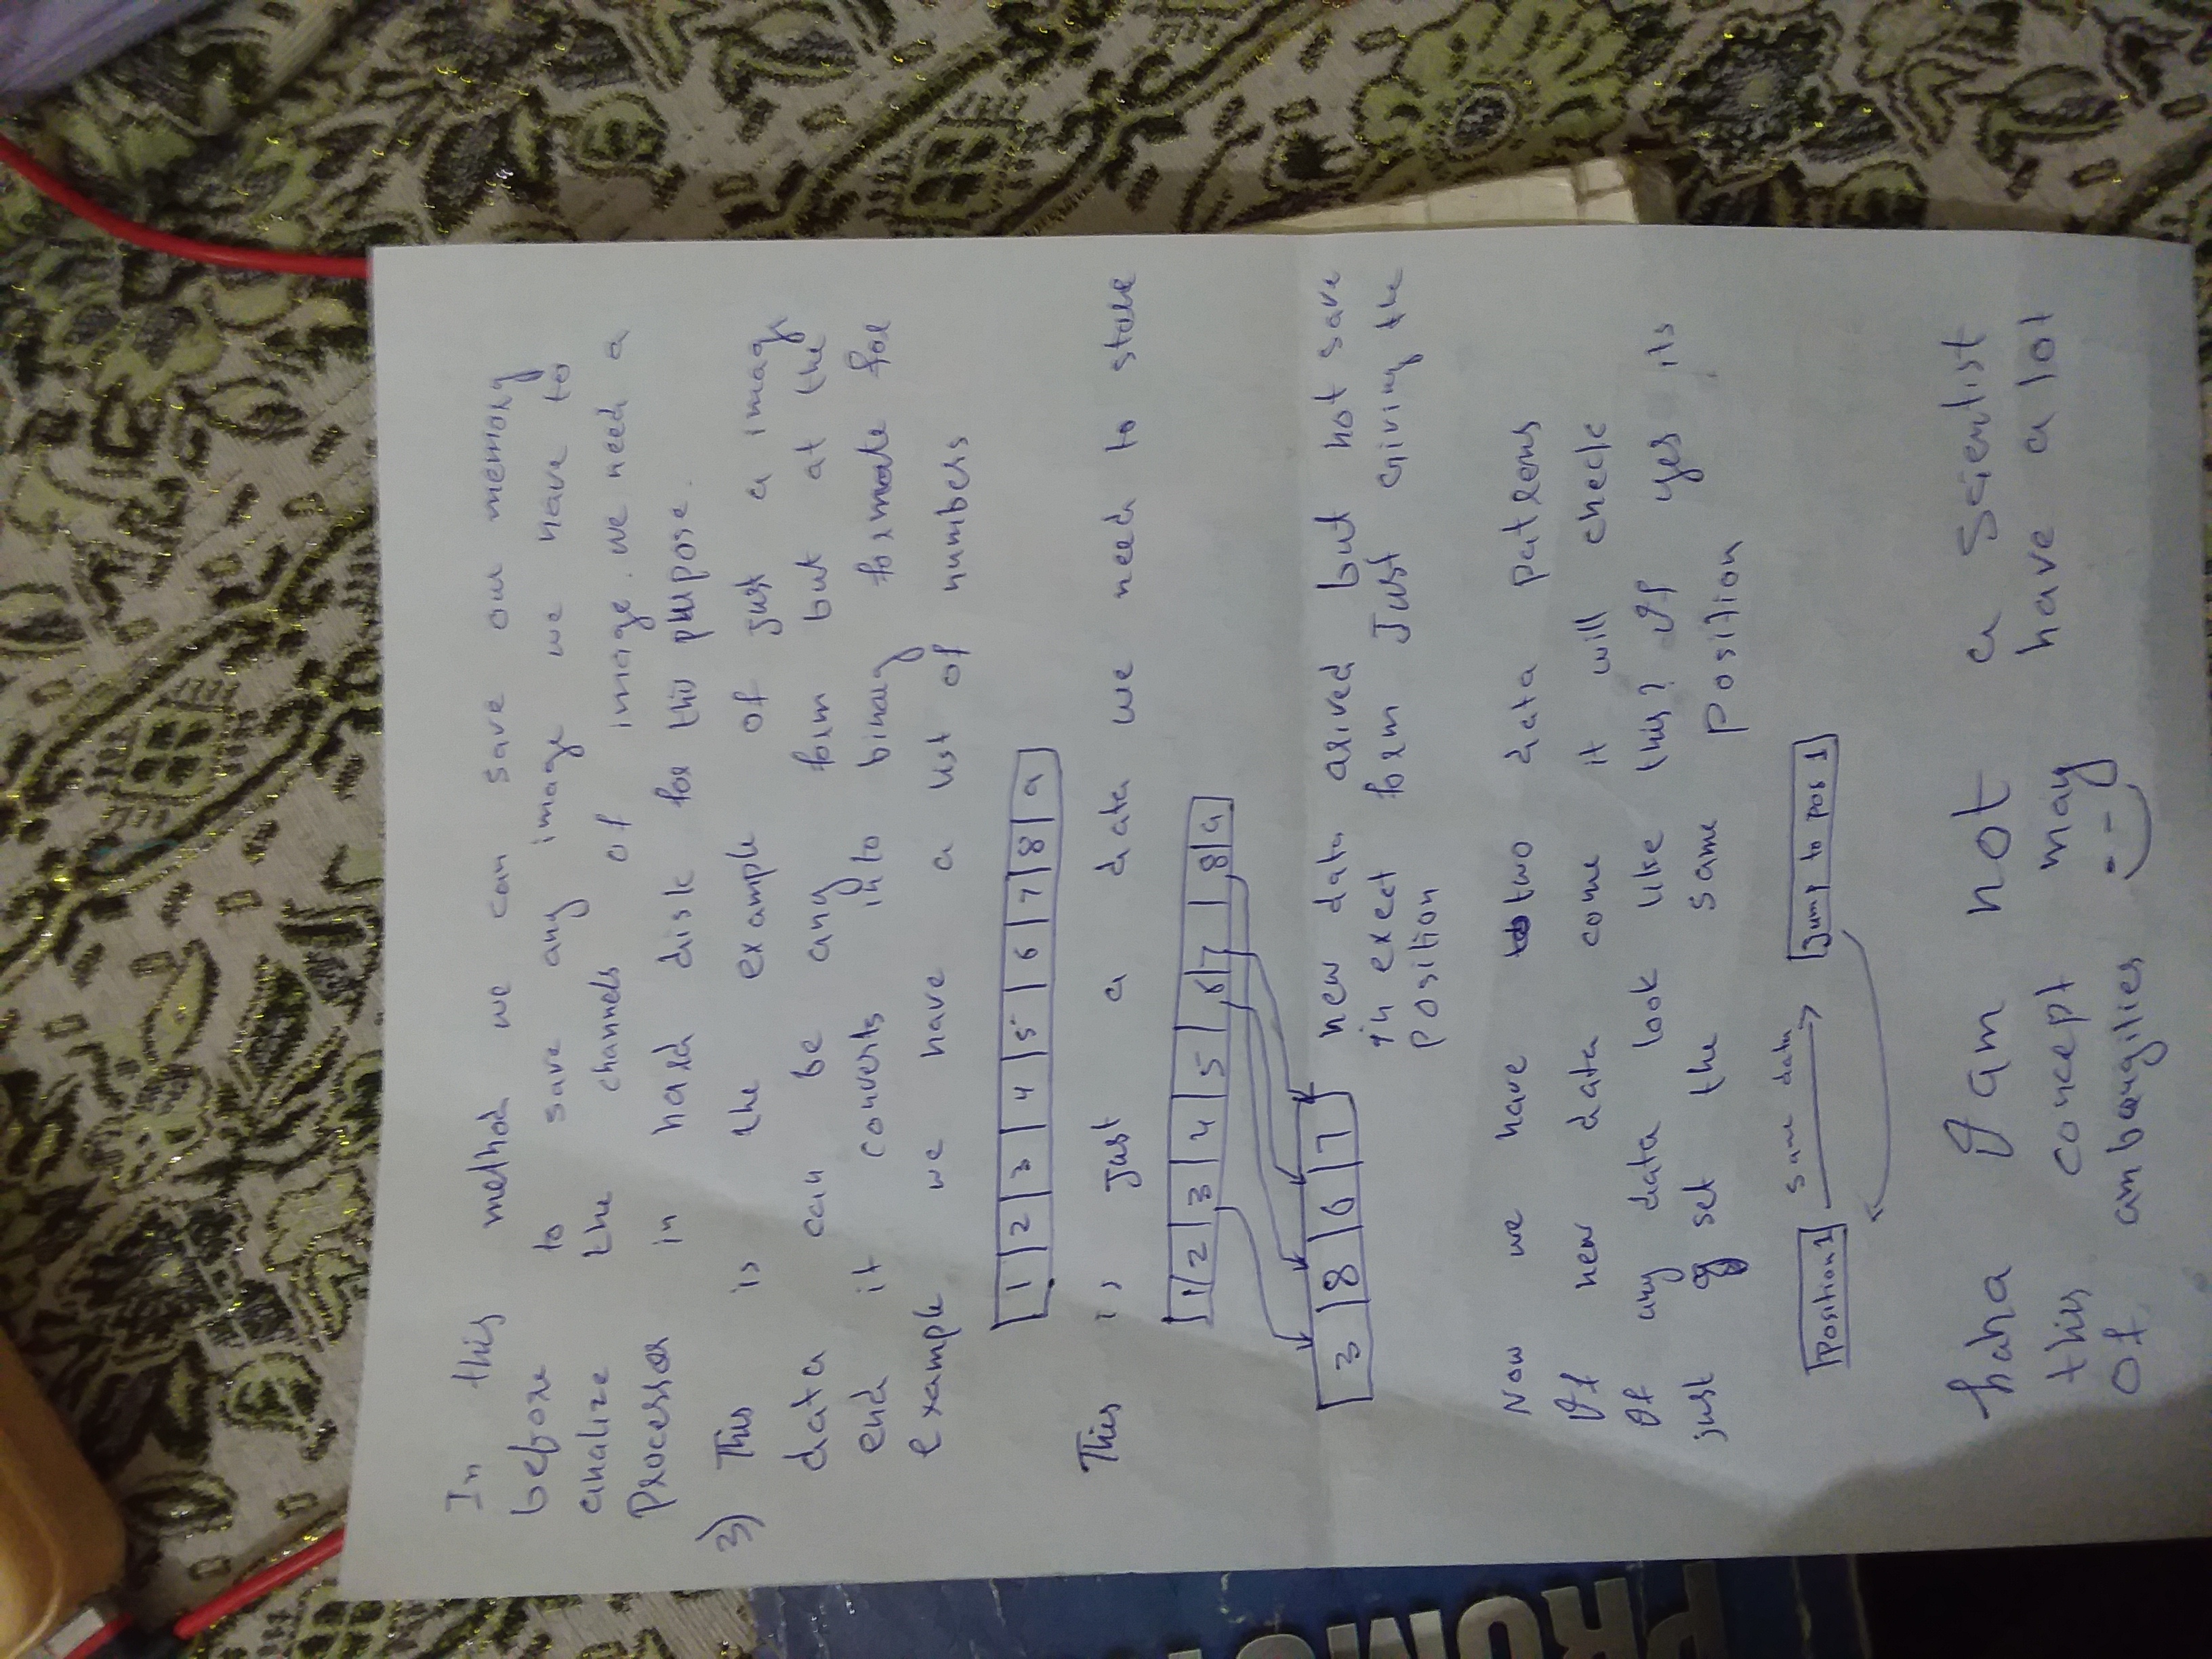 In this method we can save our memory
before to save any image we have to
analize the channels of image. we need a
Processor in hard disk for this purpose.
3) This is the example of just a image
data can be any form but at the
end it converts into binary formate for
example we have a list of numbers
1 2 3 4 5 6 7 8 9
This is just a data we need to store
1 2 3 4 5 6 7 8 9
3 8 6 7 new data arived but not save
in exect form Just Giving the
position
Now we have two data patrens
If new data come it will check
If any data look like this? If yes its
just set the same position
Position 1 same data Jump to pos 1
haha I am not a scientist
this concept may have a lot
of